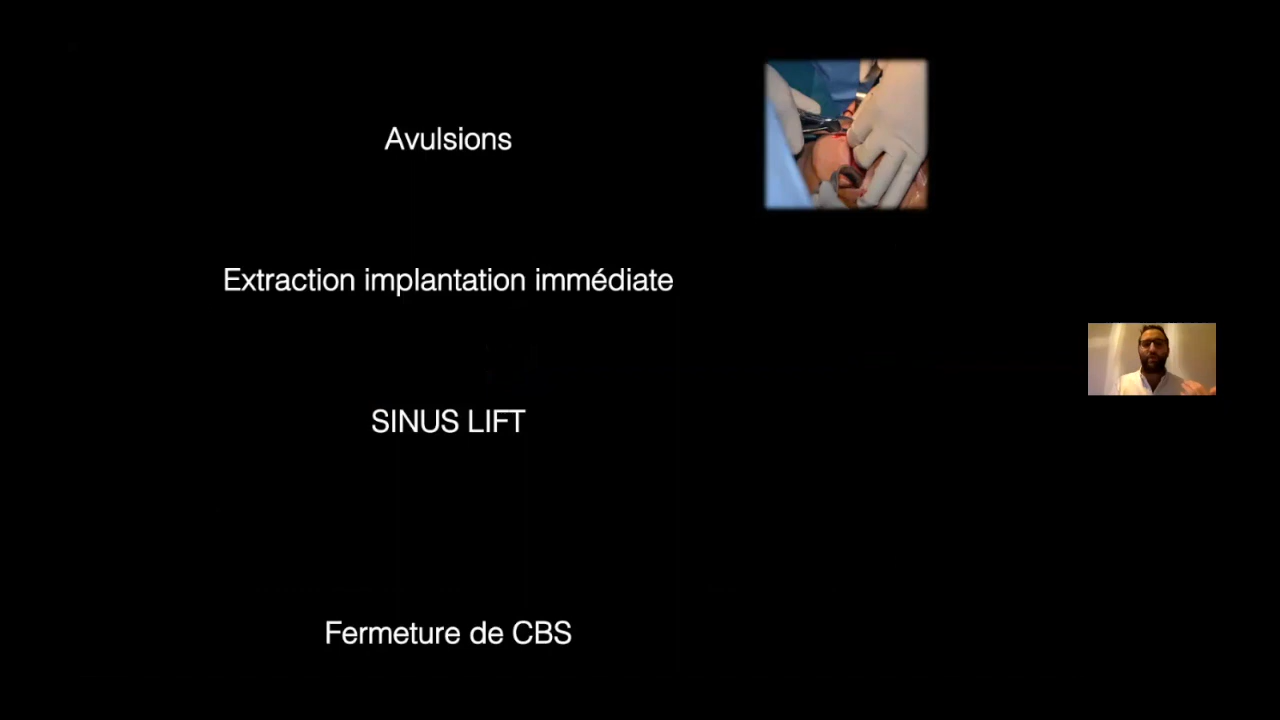 Avulsions
Extraction implantation immédiate
SINUS LIFT
Fermeture de CBS